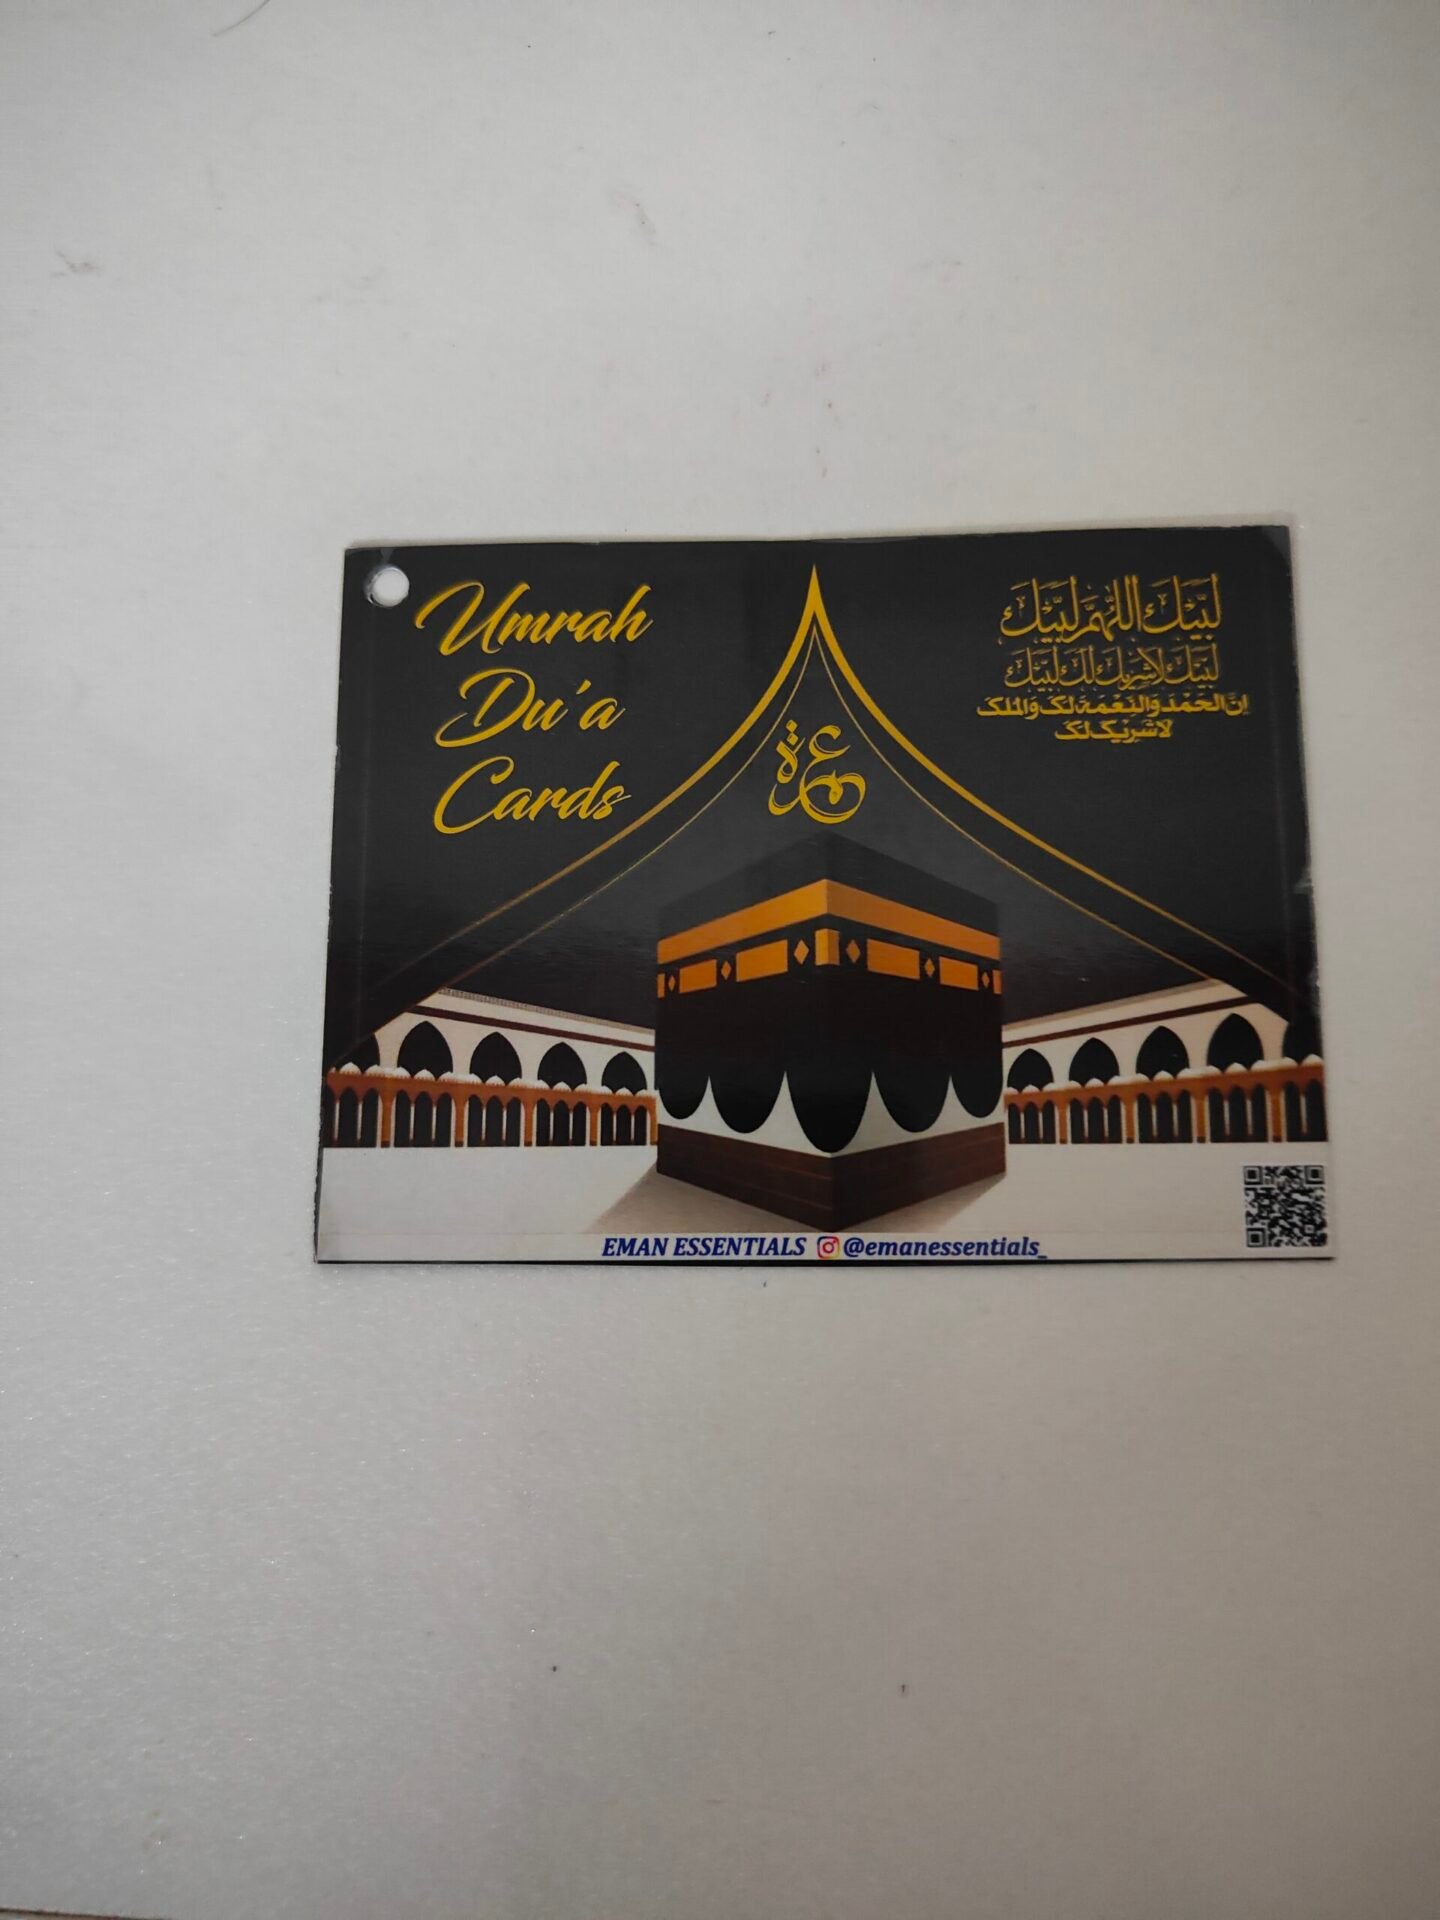 Umrah
Du'a
Cards
لبيك اللهم لبيك
لبيك لا شريك لك لبيك
إن الحمد والنعمة لك والملك
لا شريك لك
عمرة
EMAN ESSENTIALS @emanessentials_